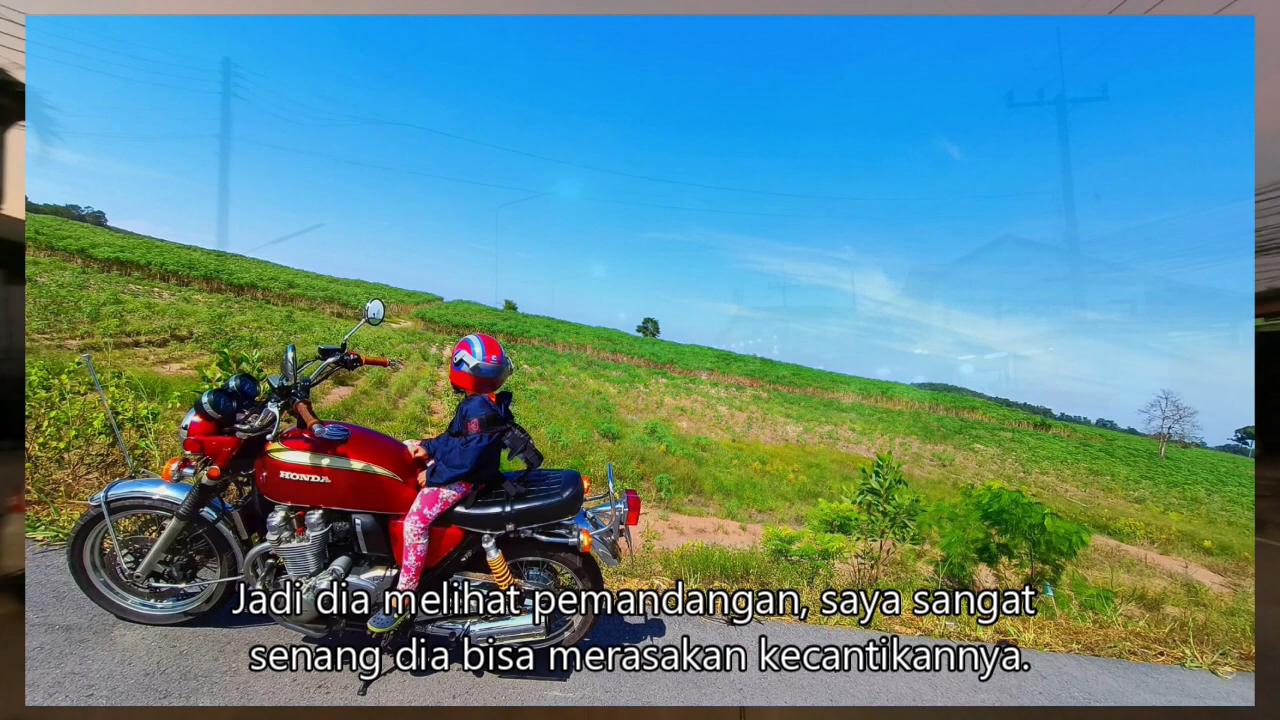 HONDA
Jadi dia melihat pemandangan, saya sangat
senang dia bisa merasakan kecantikannya.